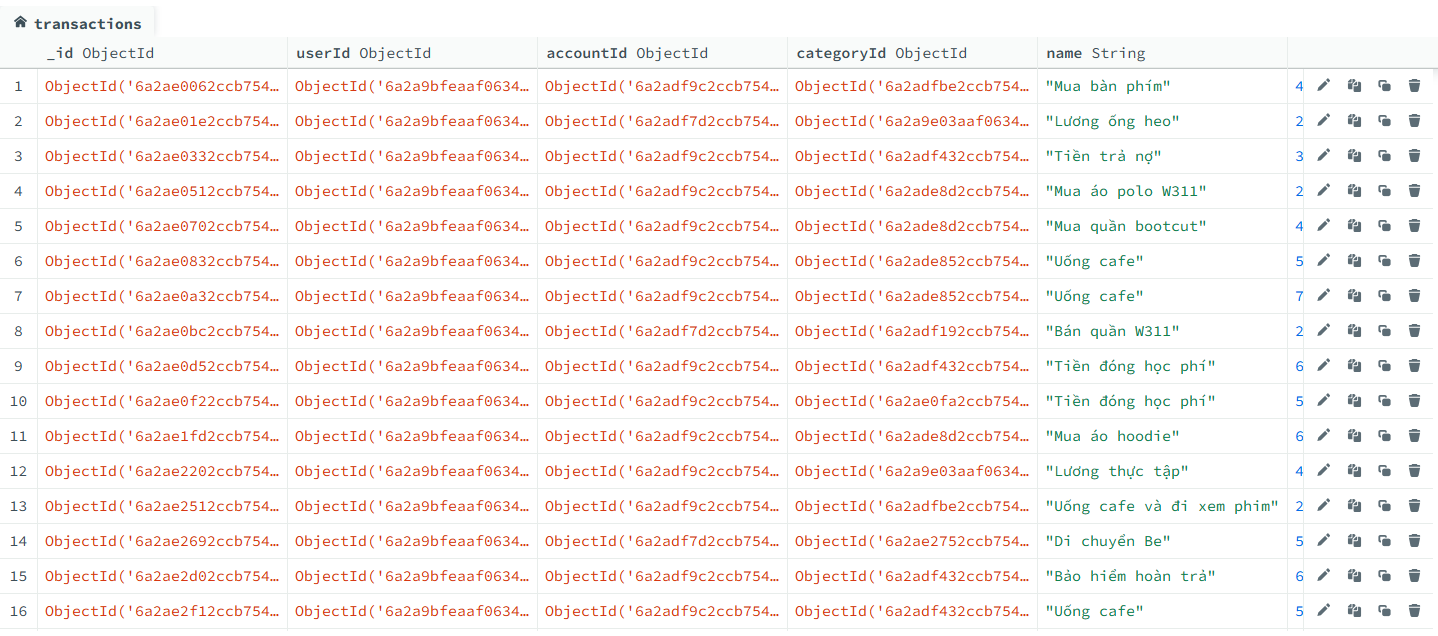 transactions
_id ObjectId userId ObjectId accountId ObjectId categoryId ObjectId name String
1 ObjectId('6a2ae0062ccb754… ObjectId('6a2a9bfeaaf0634… ObjectId('6a2adf9c2ccb754… ObjectId('6a2adfbe2ccb754… "Mua bàn phím" 4
2 ObjectId('6a2ae01e2ccb754… ObjectId('6a2a9bfeaaf0634… ObjectId('6a2adf7d2ccb754… ObjectId('6a2a9e03aaf0634… "Lương ống heo" 2
3 ObjectId('6a2ae0332ccb754… ObjectId('6a2a9bfeaaf0634… ObjectId('6a2adf9c2ccb754… ObjectId('6a2adf432ccb754… "Tiền trả nợ" 3
4 ObjectId('6a2ae0512ccb754… ObjectId('6a2a9bfeaaf0634… ObjectId('6a2adf9c2ccb754… ObjectId('6a2ade8d2ccb754… "Mua áo polo W311" 2
5 ObjectId('6a2ae0702ccb754… ObjectId('6a2a9bfeaaf0634… ObjectId('6a2adf9c2ccb754… ObjectId('6a2ade8d2ccb754… "Mua quần bootcut" 4
6 ObjectId('6a2ae0832ccb754… ObjectId('6a2a9bfeaaf0634… ObjectId('6a2adf9c2ccb754… ObjectId('6a2ade852ccb754… "Uống cafe" 5
7 ObjectId('6a2ae0a32ccb754… ObjectId('6a2a9bfeaaf0634… ObjectId('6a2adf9c2ccb754… ObjectId('6a2ade852ccb754… "Uống cafe" 7
8 ObjectId('6a2ae0bc2ccb754… ObjectId('6a2a9bfeaaf0634… ObjectId('6a2adf7d2ccb754… ObjectId('6a2adf192ccb754… "Bán quần W311" 2
9 ObjectId('6a2ae0d52ccb754… ObjectId('6a2a9bfeaaf0634… ObjectId('6a2adf9c2ccb754… ObjectId('6a2adf432ccb754… "Tiền đóng học phí" 6
10 ObjectId('6a2ae0f22ccb754… ObjectId('6a2a9bfeaaf0634… ObjectId('6a2adf9c2ccb754… ObjectId('6a2ae0fa2ccb754… "Tiền đóng học phí" 5
11 ObjectId('6a2ae1fd2ccb754… ObjectId('6a2a9bfeaaf0634… ObjectId('6a2adf9c2ccb754… ObjectId('6a2ade8d2ccb754… "Mua áo hoodie" 6
12 ObjectId('6a2ae2202ccb754… ObjectId('6a2a9bfeaaf0634… ObjectId('6a2adf9c2ccb754… ObjectId('6a2a9e03aaf0634… "Lương thực tập" 4
13 ObjectId('6a2ae2512ccb754… ObjectId('6a2a9bfeaaf0634… ObjectId('6a2adf9c2ccb754… ObjectId('6a2adfbe2ccb754… "Uống cafe và đi xem phim" 2
14 ObjectId('6a2ae2692ccb754… ObjectId('6a2a9bfeaaf0634… ObjectId('6a2adf7d2ccb754… ObjectId('6a2ae2752ccb754… "Di chuyển Be" 5
15 ObjectId('6a2ae2d02ccb754… ObjectId('6a2a9bfeaaf0634… ObjectId('6a2adf9c2ccb754… ObjectId('6a2adf432ccb754… "Bảo hiểm hoàn trả" 6
16 ObjectId('6a2ae2f12ccb754… ObjectId('6a2a9bfeaaf0634… ObjectId('6a2adf9c2ccb754… ObjectId('6a2adf432ccb754… "Uống cafe" 5